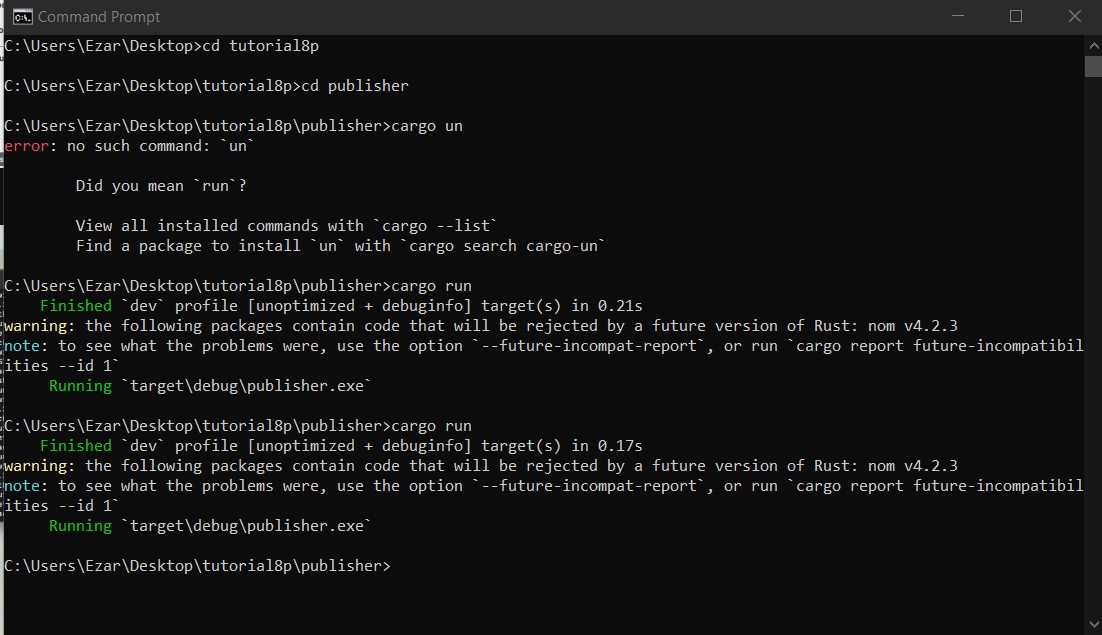 Command Prompt
C:\Users\Ezar\Desktop>cd tutorial8p
C:\Users\Ezar\Desktop\tutorial8p>cd publisher
C:\Users\Ezar\Desktop\tutorial8p\publisher>cargo un
error: no such command: `un`
Did you mean `run`?
View all installed commands with `cargo --list`
Find a package to install `un` with `cargo search cargo-un`
C:\Users\Ezar\Desktop\tutorial8p\publisher>cargo run
Finished `dev` profile [unoptimized + debuginfo] target(s) in 0.21s
warning: the following packages contain code that will be rejected by a future version of Rust: nom v4.2.3
note: to see what the problems were, use the option `--future-incompat-report`, or run `cargo report future-incompatibil
ities --id 1`
Running `target\debug\publisher.exe`
C:\Users\Ezar\Desktop\tutorial8p\publisher>cargo run
Finished `dev` profile [unoptimized + debuginfo] target(s) in 0.17s
warning: the following packages contain code that will be rejected by a future version of Rust: nom v4.2.3
note: to see what the problems were, use the option `--future-incompat-report`, or run `cargo report future-incompatibil
ities --id 1`
Running `target\debug\publisher.exe`
C:\Users\Ezar\Desktop\tutorial8p\publisher>